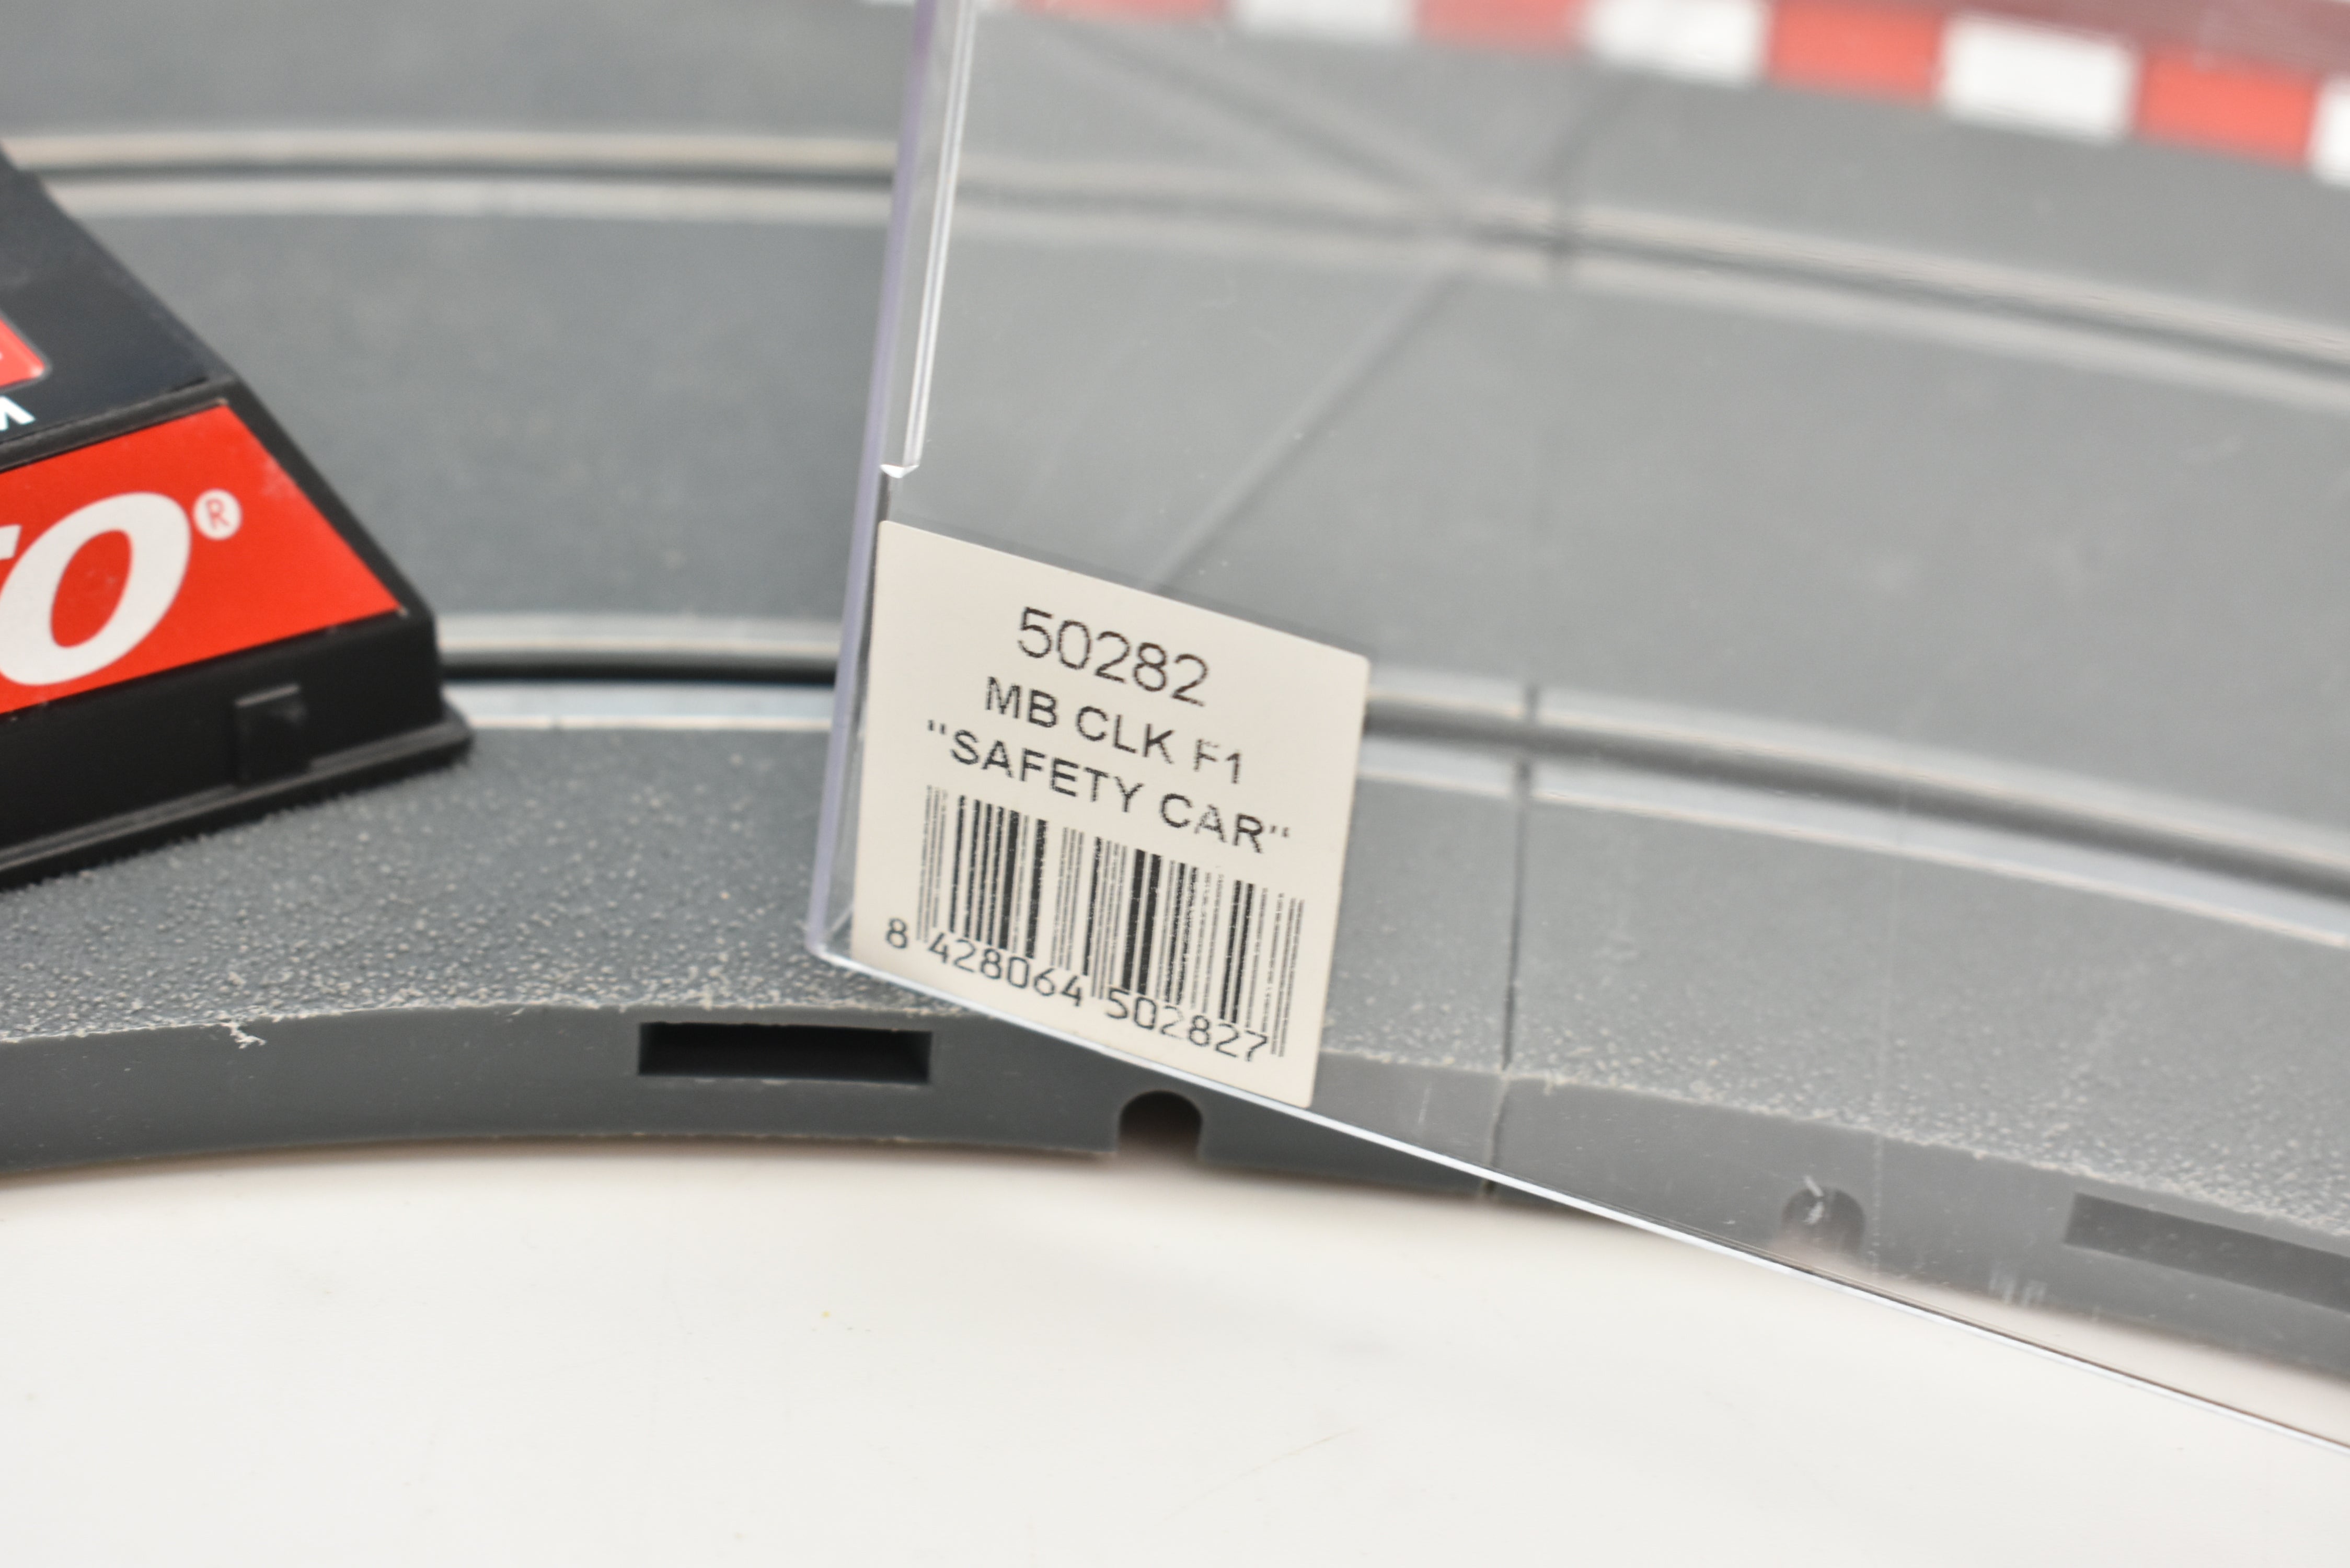 50282
MB CLK F1
"SAFETY CAR"
8 428064 502827
O®